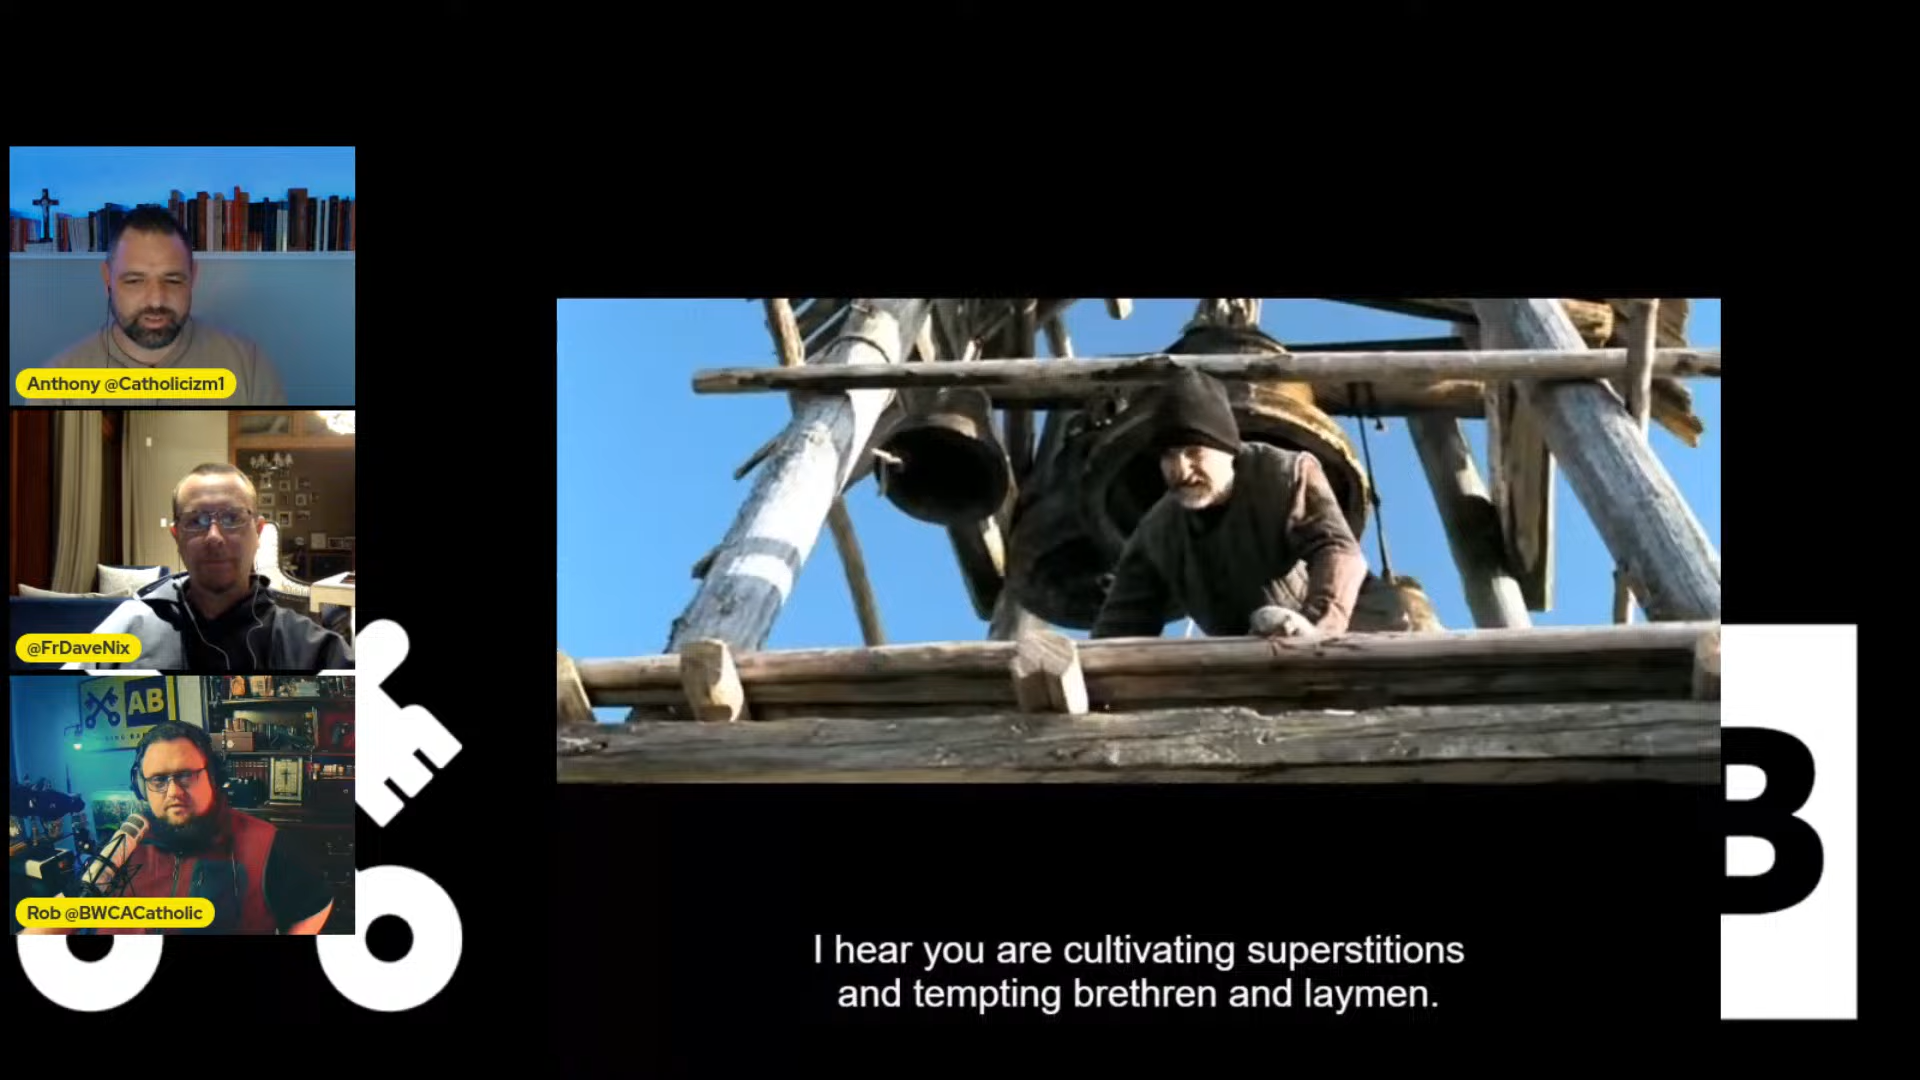 Anthony @Catholicizm1
@FrDaveNix
AB
Rob @BWCACatholic
B
I hear you are cultivating superstitions
and tempting brethren and laymen.